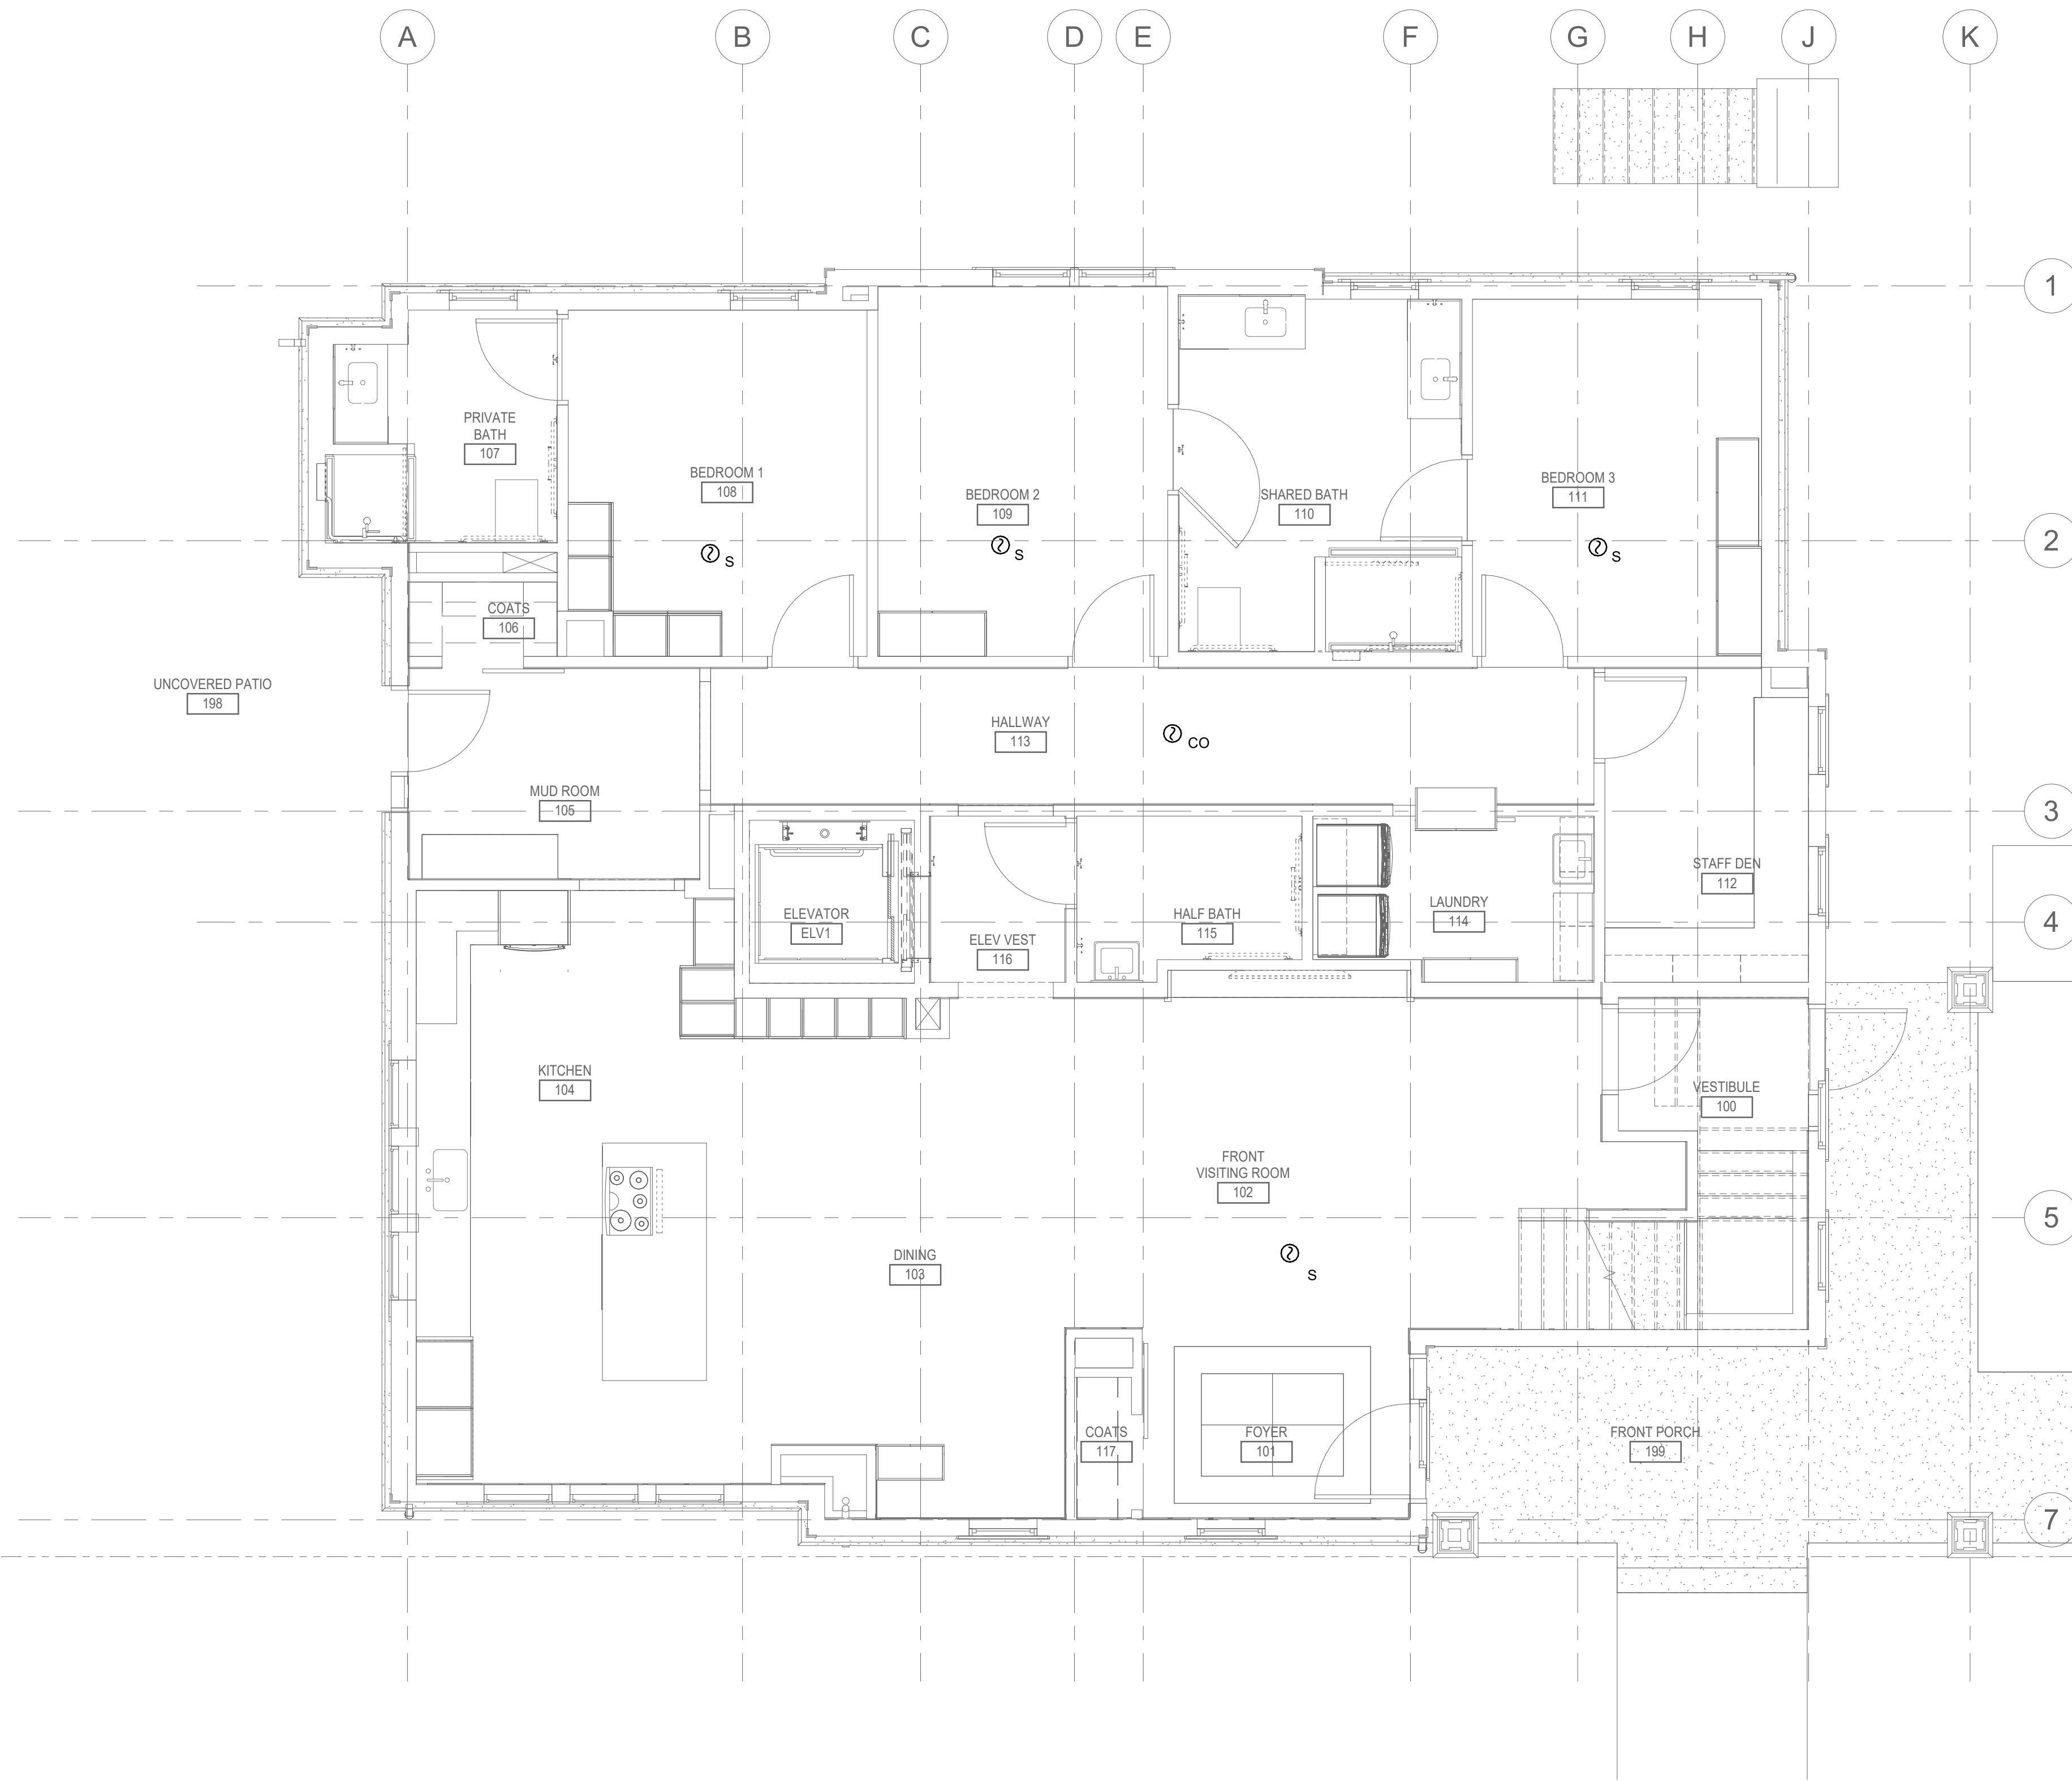 A B C D E F G H J K
1
PRIVATE
BATH
107
BEDROOM 1
108
BEDROOM 2
109
SHARED BATH
110
BEDROOM 3
111
2
S
S
S
COATS
106
UNCOVERED PATIO
198
HALLWAY
113
CO
MUD ROOM
105
3
STAFF DEN
112
ELEVATOR
ELV1
ELEV VEST
116
HALF BATH
115
LAUNDRY
114
4
KITCHEN
104
VESTIBULE
100
FRONT
VISITING ROOM
102
5
DINING
103
S
COATS
117
FOYER
101
FRONT PORCH
199
7